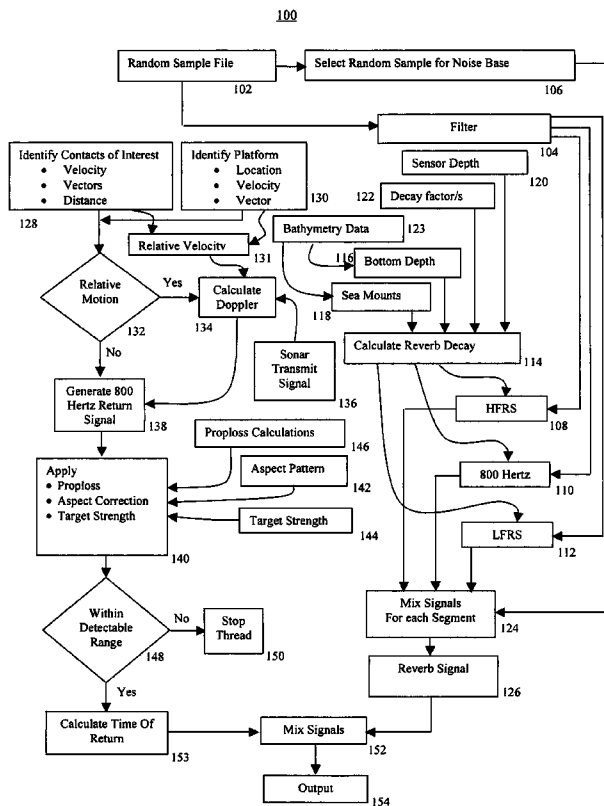 100
Random Sample File
102
Select Random Sample for Noise Base
106
Filter
104
Identify Contacts of Interest
• Velocity
• Vectors
• Distance
128
Identify Platform
• Location
• Velocity
• Vector
130
Sensor Depth
120
122
Decay factor/s
Bathymetry Data
123
Relative Velocity
131
116
Bottom Depth
Sea Mounts
118
Relative
Motion
132
Yes
No
Calculate
Doppler
134
Sonar
Transmit
Signal
136
Calculate Reverb Decay
114
Generate 800
Hertz Return
Signal
138
HFRS
108
Proploss Calculations
146
800 Hertz
110
Aspect Pattern
142
Apply
• Proploss
• Aspect Correction
• Target Strength
140
Target Strength
144
LFRS
112
Within
Detectable
Range
148
No
Yes
Stop
Thread
150
Mix Signals
For each Segment
124
Reverb Signal
126
Calculate Time Of
Return
153
Mix Signals
152
Output
154